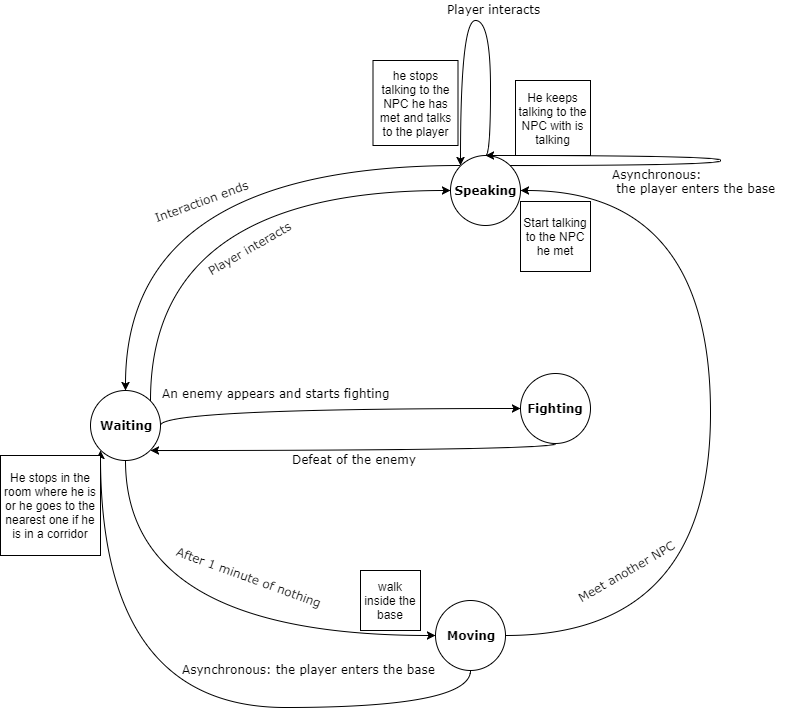 Player interacts
he stops
talking to the
NPC he has
met and talks
to the player
He keeps
talking to the
NPC with is
talking
Asynchronous:
the player enters the base
Speaking
Interaction ends
Player interacts
Start talking
to the NPC
he met
An enemy appears and starts fighting
Fighting
Waiting
Defeat of the enemy
He stops in the
room where he is
or he goes to the
nearest one if he
is in a corridor
After 1 minute of nothing
walk
inside the
base
Meet another NPC
Moving
Asynchronous: the player enters the base